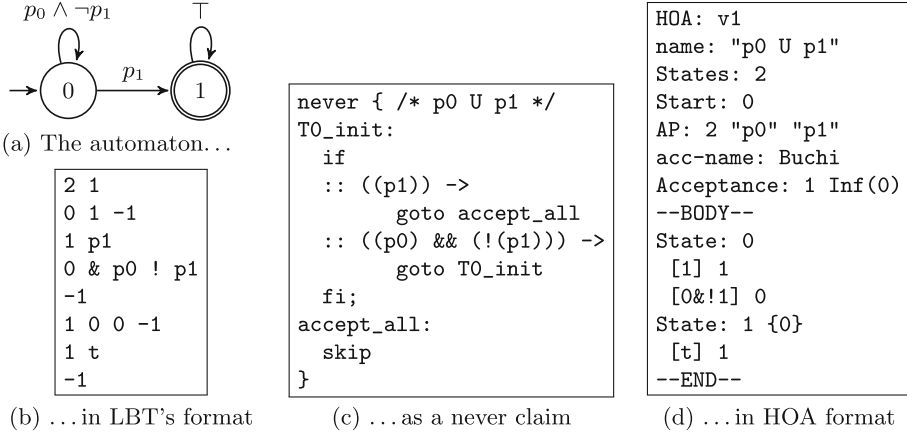 p₀ ∧ ¬p₁
⊤
0
p₁
1
(a) The automaton...
2 1
0 1 -1
1 p1
0 & p0 ! p1
-1
1 0 0 -1
1 t
-1
(b) ...in LBT's format
never { /* p0 U p1 */
T0_init:
  if
  :: ((p1)) ->
        goto accept_all
  :: ((p0) && (!(p1))) ->
        goto T0_init
  fi;
accept_all:
  skip
}
(c) ...as a never claim
HOA: v1
name: "p0 U p1"
States: 2
Start: 0
AP: 2 "p0" "p1"
acc-name: Buchi
Acceptance: 1 Inf(0)
--BODY--
State: 0
 [1] 1
 [0&!1] 0
State: 1 {0}
 [t] 1
--END--
(d) ...in HOA format